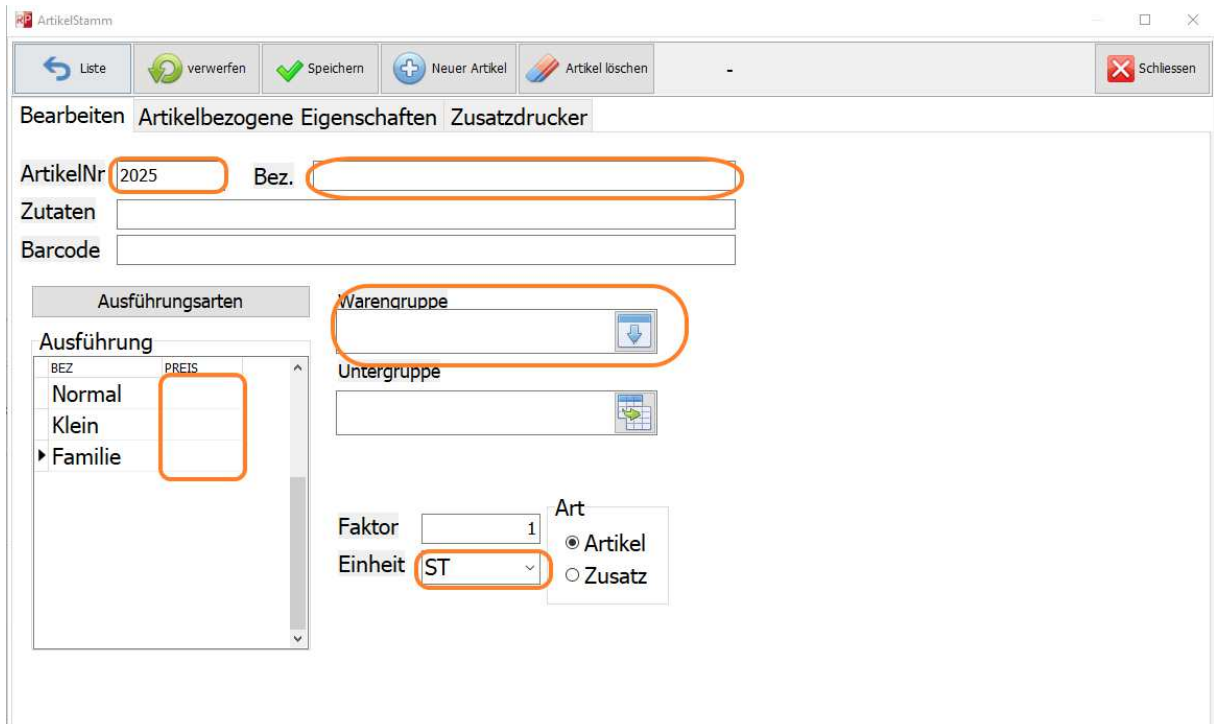 RP ArtikelStamm
Liste verwerfen Speichern Neuer Artikel Artikel löschen - Schliessen
Bearbeiten Artikelbezogene Eigenschaften Zusatzdrucker
ArtikelNr 2025 Bez.
Zutaten
Barcode
Ausführungsarten
Warengruppe
Ausführung
BEZ PREIS
Normal
Klein
Familie
Untergruppe
Faktor 1
Einheit ST
Art
Artikel
Zusatz